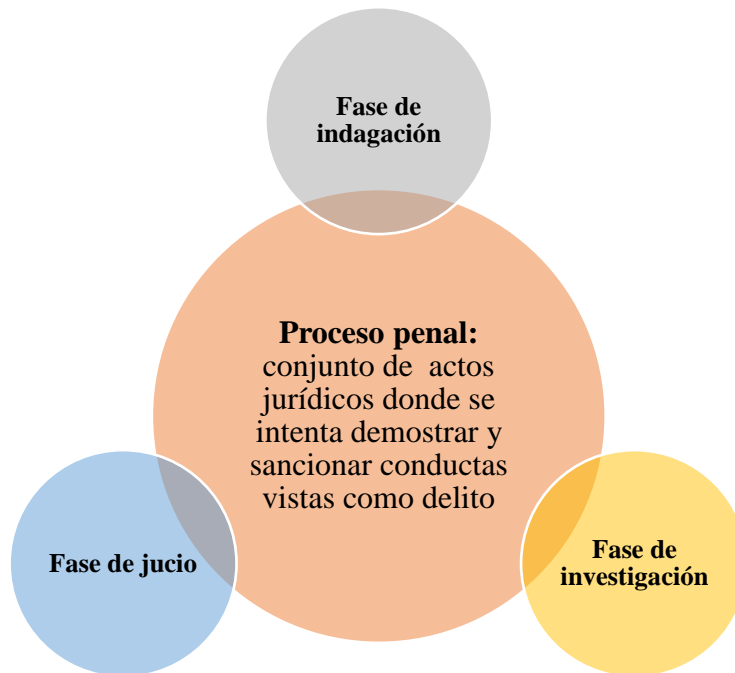 Fase de
indagación
Proceso penal:
conjunto de actos
jurídicos donde se
intenta demostrar y
sancionar conductas
vistas como delito
Fase de jucio
Fase de
investigación